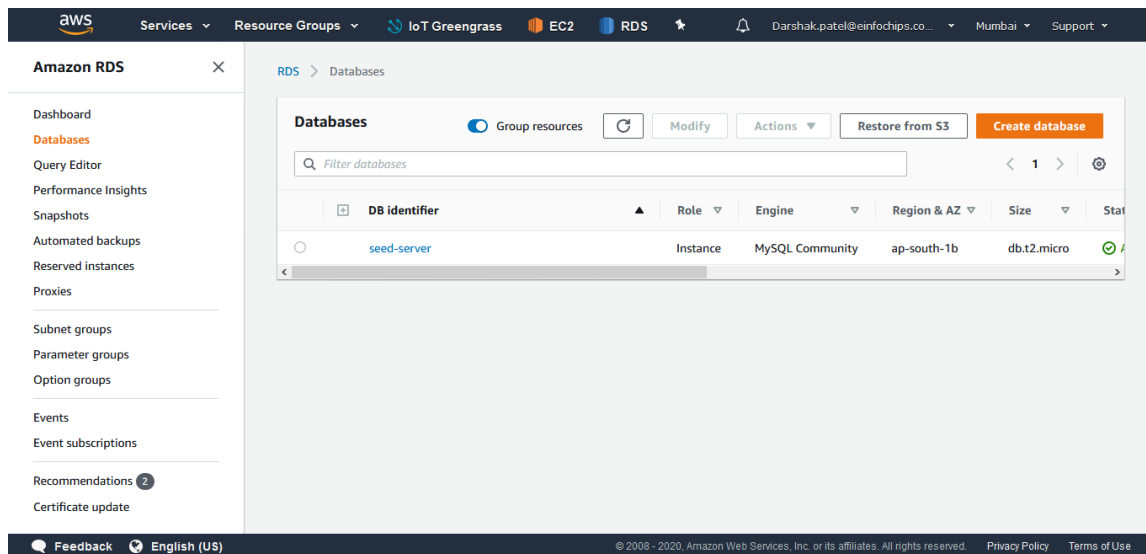 aws Services Resource Groups IoT Greengrass EC2 RDS Darshak.patel@einfochips.co... Mumbai Support
Amazon RDS
Dashboard
Databases
Query Editor
Performance Insights
Snapshots
Automated backups
Reserved instances
Proxies
Subnet groups
Parameter groups
Option groups
Events
Event subscriptions
Recommendations 2
Certificate update
RDS > Databases
Databases Group resources Modify Actions Restore from S3 Create database
Filter databases
1
DB identifier Role Engine Region & AZ Size Stat
seed-server Instance MySQL Community ap-south-1b db.t2.micro
Feedback English (US) © 2008 - 2020, Amazon Web Services, Inc. or its affiliates. All rights reserved. Privacy Policy Terms of Use